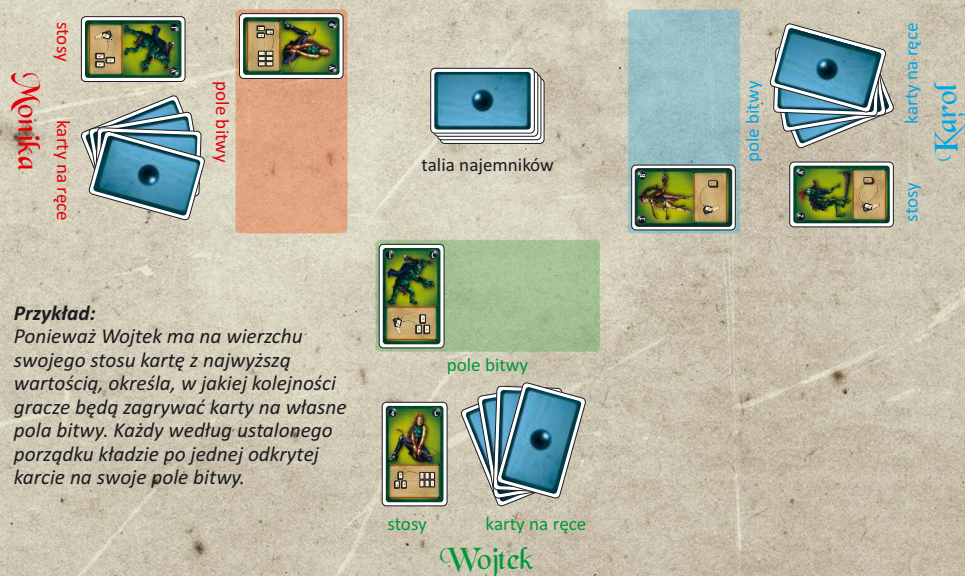 stosy
karty na ręce
Monika
pole bitwy
talia najemników
pole bitwy
karty na ręce
stosy
Karol
Przykład:
Ponieważ Wojtek ma na wierzchu
swojego stosu kartę z najwyższą
wartością, określa, w jakiej kolejności
gracze będą zagrywać karty na własne
pola bitwy. Każdy według ustalonego
porządku kładzie po jednej odkrytej
karcie na swoje pole bitwy.
pole bitwy
stosy
karty na ręce
Wojtek